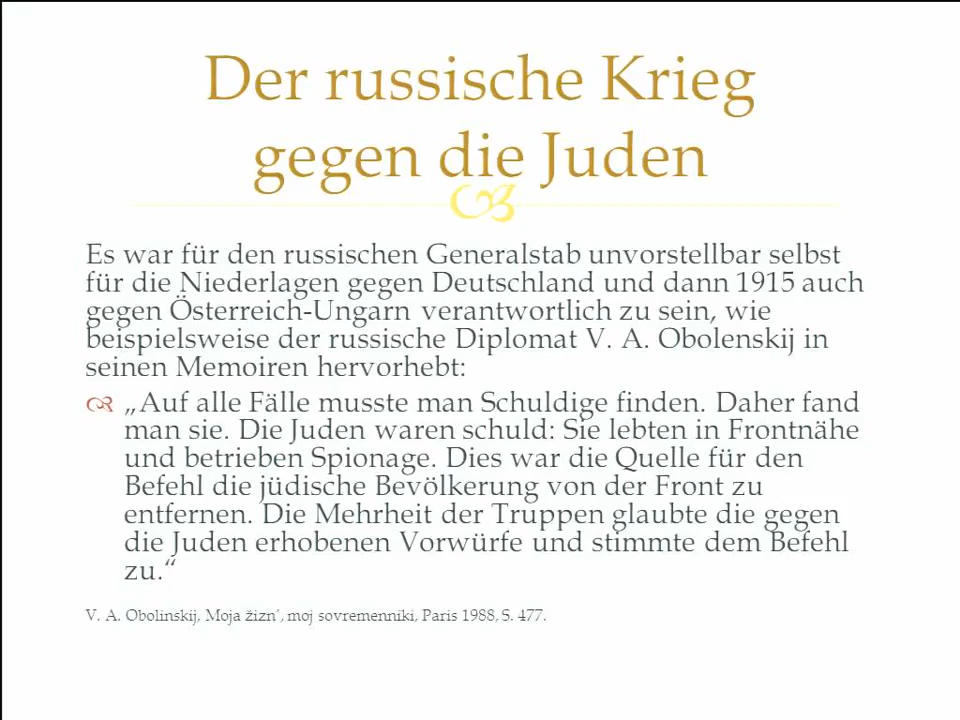 Der russische Krieg
gegen die Juden
Es war für den russischen Generalstab unvorstellbar selbst
für die Niederlagen gegen Deutschland und dann 1915 auch
gegen Österreich-Ungarn verantwortlich zu sein, wie
beispielsweise der russische Diplomat V. A. Obolenskij in
seinen Memoiren hervorhebt:
„Auf alle Fälle musste man Schuldige finden. Daher fand
man sie. Die Juden waren schuld: Sie lebten in Frontnähe
und betrieben Spionage. Dies war die Quelle für den
Befehl die jüdische Bevölkerung von der Front zu
entfernen. Die Mehrheit der Truppen glaubte die gegen
die Juden erhobenen Vorwürfe und stimmte dem Befehl
zu.“
V. A. Obolinskij, Moja žizn’, moj sovremenniki, Paris 1988, S. 477.